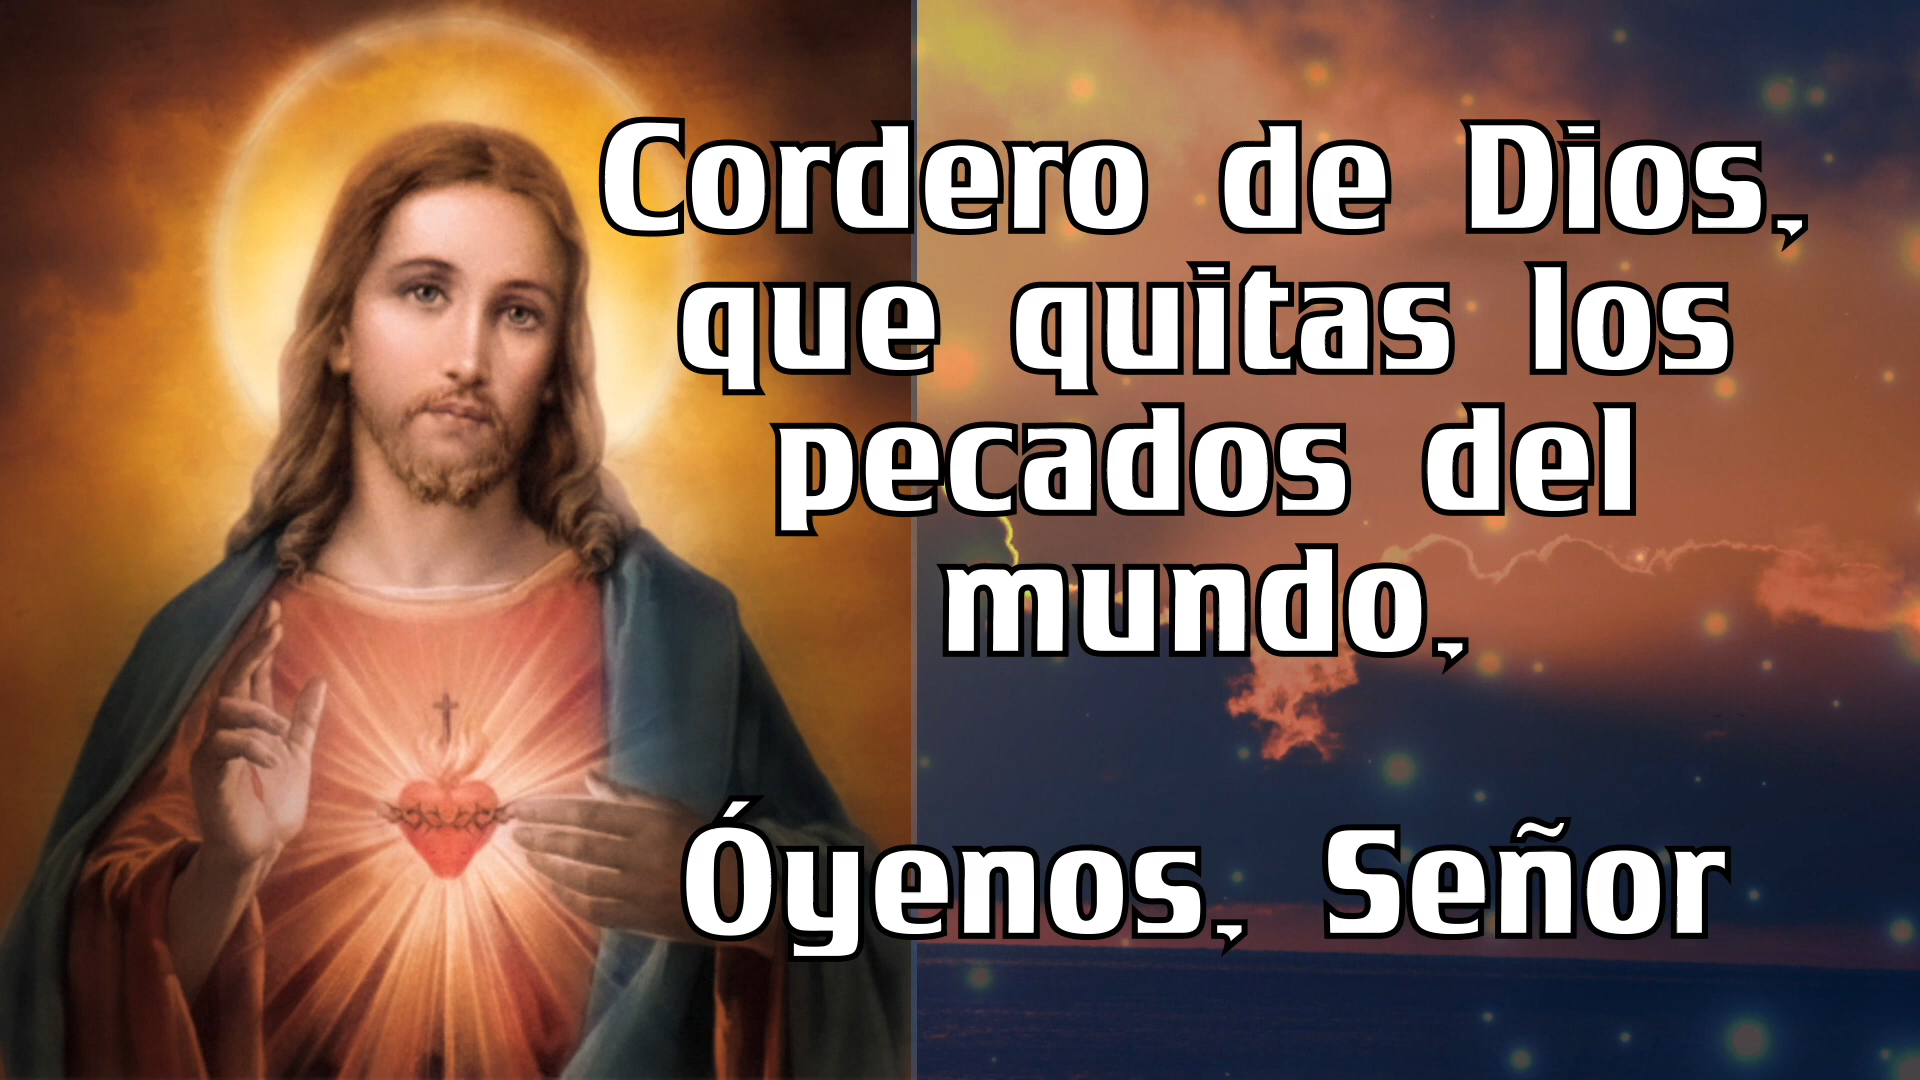 Cordero de Dios,
que quitas los
pecados del
mundo,
Óyenos, Señor